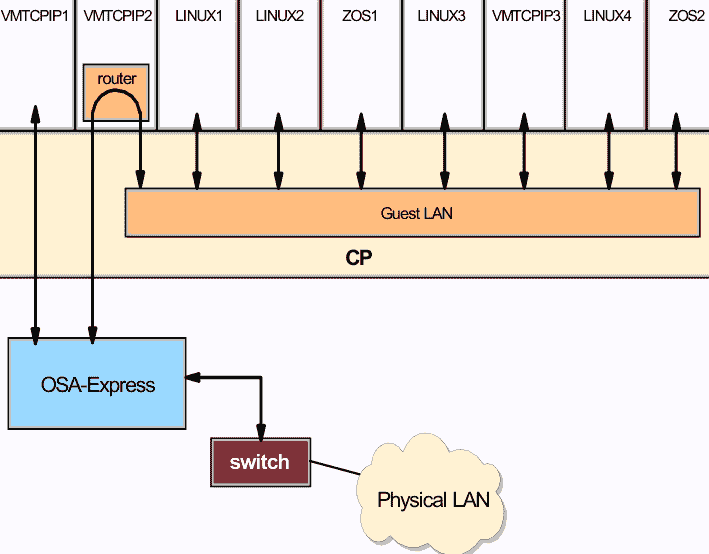 VMTCPIP1 VMTCPIP2 LINUX1 LINUX2 ZOS1 LINUX3 VMTCPIP3 LINUX4 ZOS2
router
Guest LAN
CP
OSA-Express
switch
Physical LAN